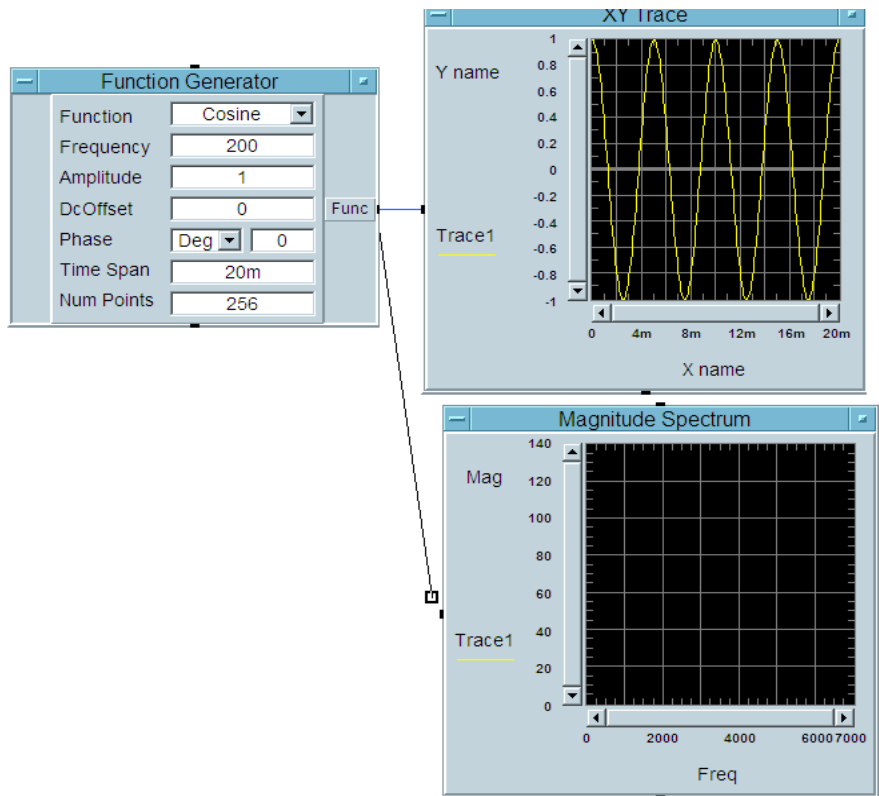 Function Generator
Function Cosine
Frequency 200
Amplitude 1
DcOffset 0
Phase Deg 0
Time Span 20m
Num Points 256
Func
XY Trace
Y name
Trace1
1
0.8
0.6
0.4
0.2
0
-0.2
-0.4
-0.6
-0.8
-1
0 4m 8m 12m 16m 20m
X name
Magnitude Spectrum
Mag
Trace1
140
120
100
80
60
40
20
0
0 2000 4000 6000 7000
Freq